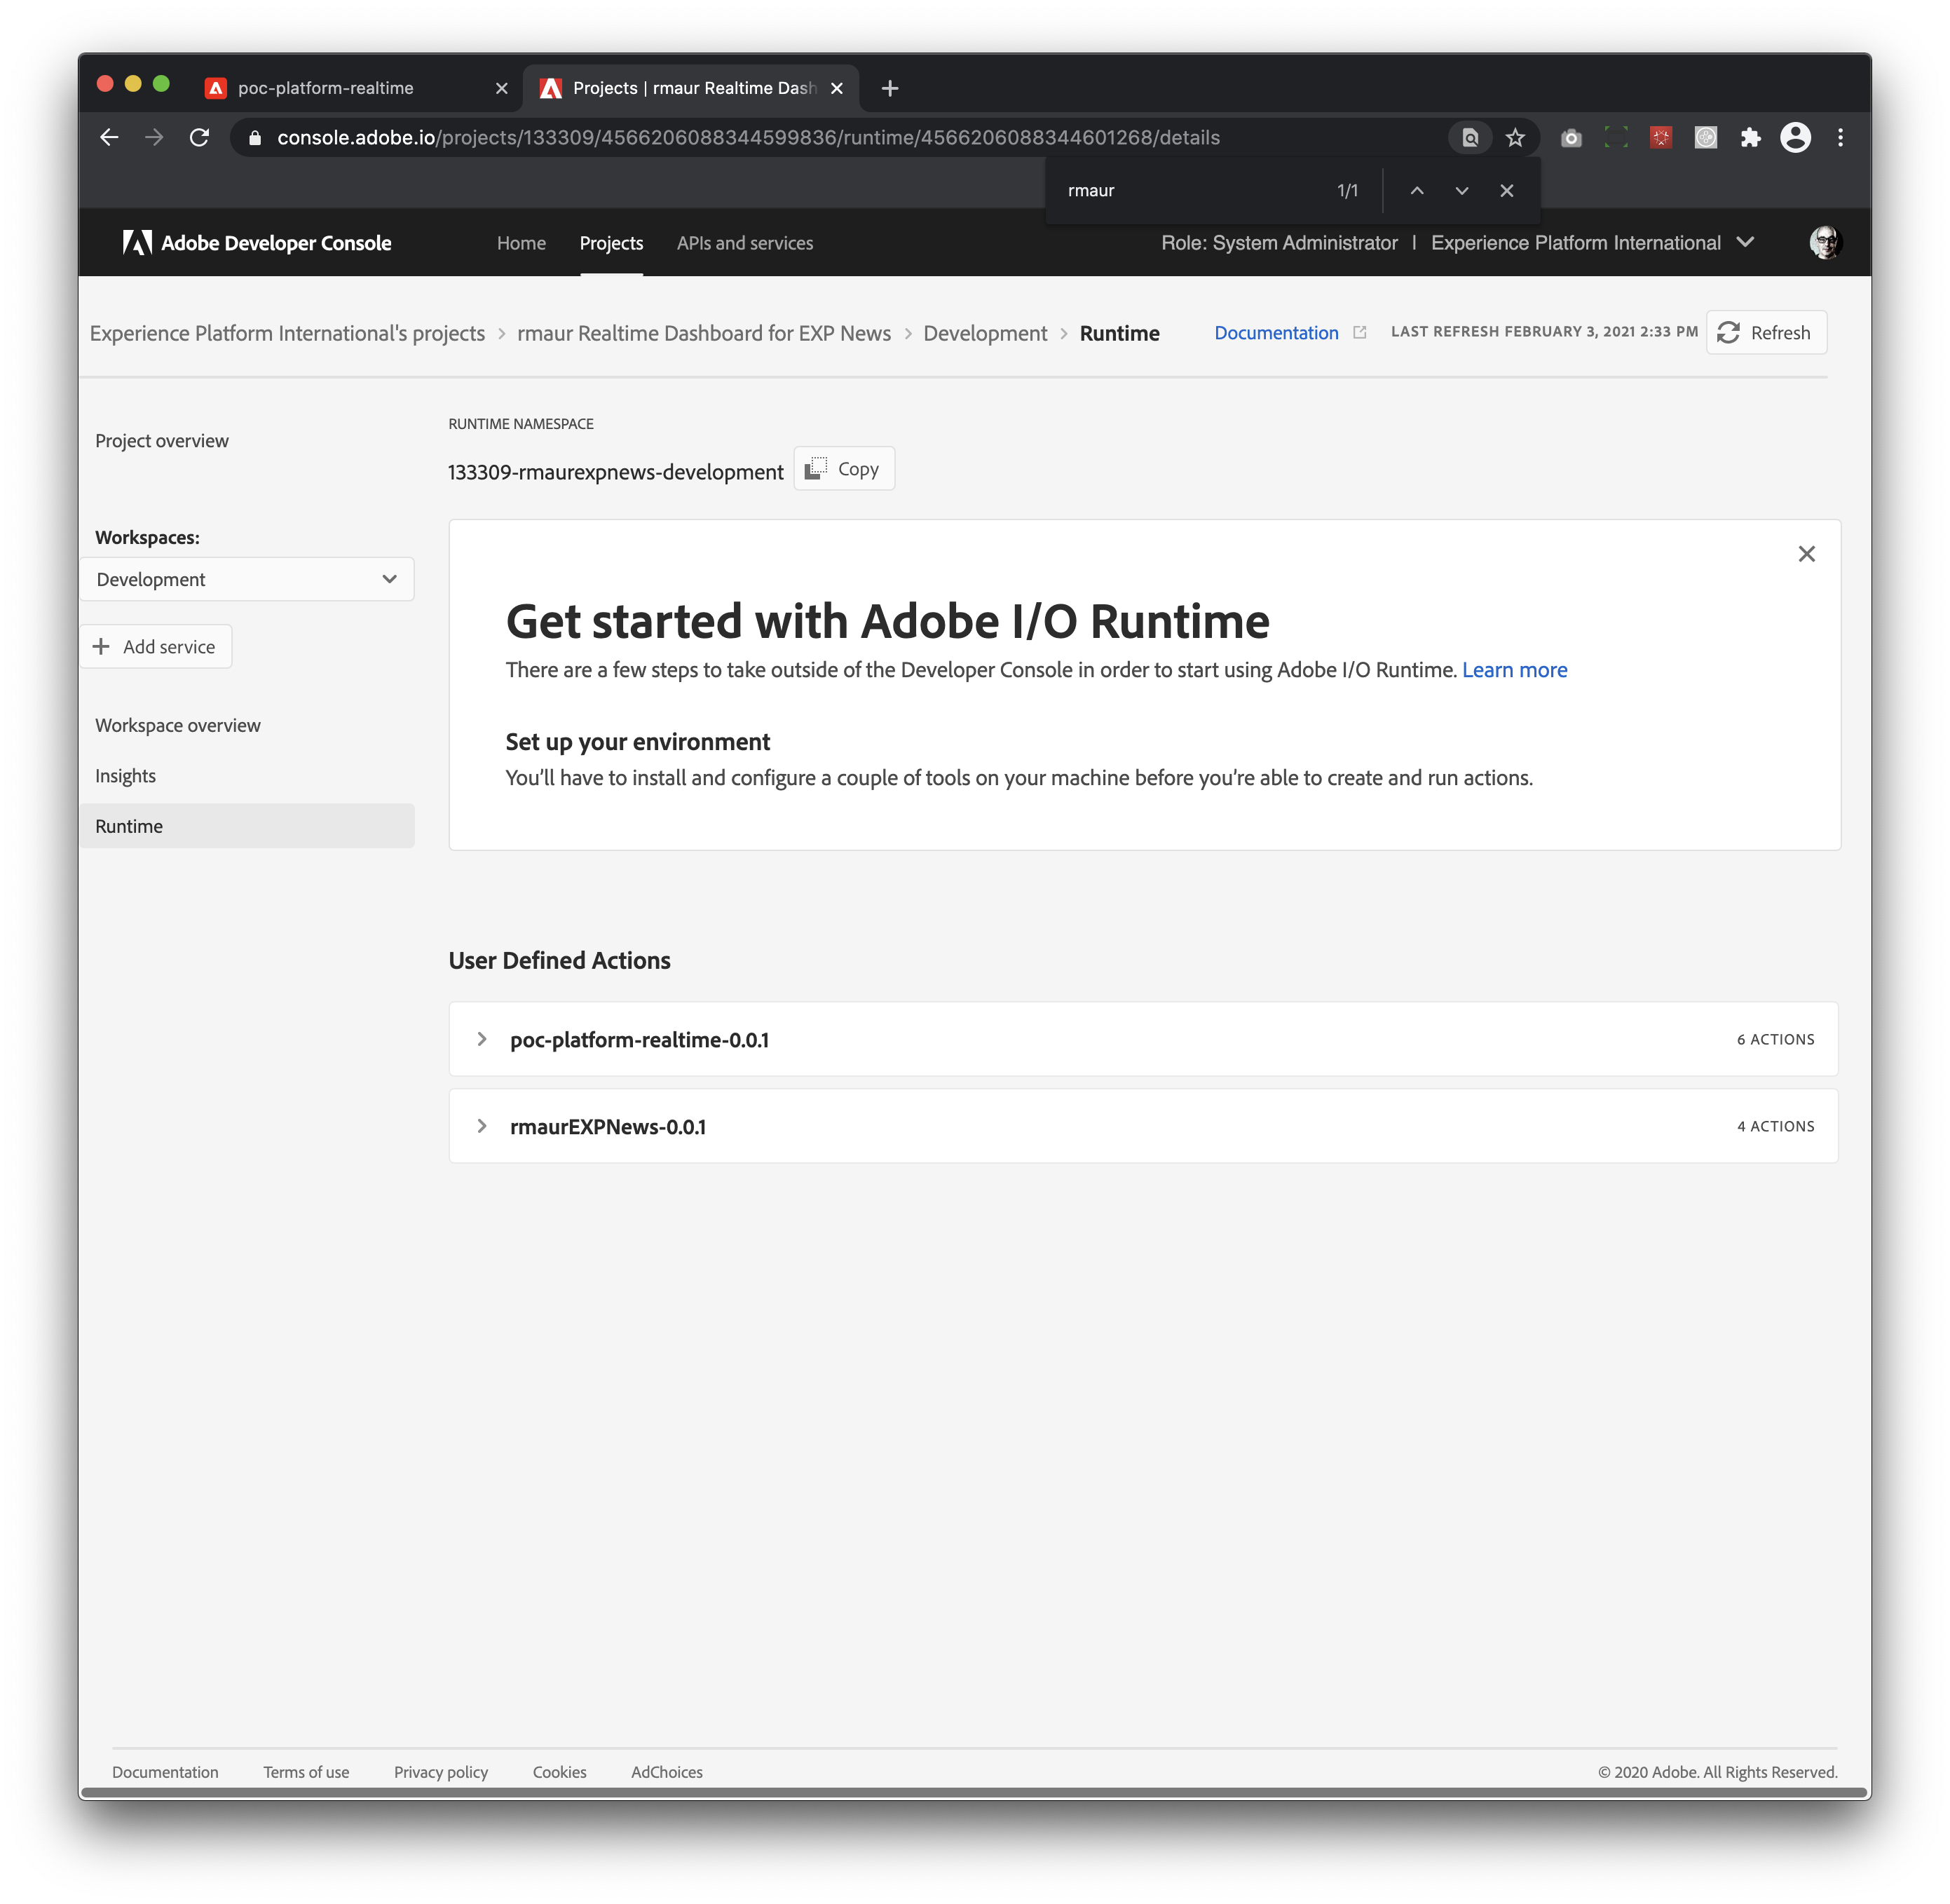 poc-platform-realtime
Projects | rmaur Realtime Dash
console.adobe.io/projects/133309/4566206088344599836/runtime/4566206088344601268/details
rmaur 1/1
Adobe Developer Console Home Projects APIs and services Role: System Administrator | Experience Platform International
Experience Platform International's projects > rmaur Realtime Dashboard for EXP News > Development > Runtime Documentation LAST REFRESH FEBRUARY 3, 2021 2:33 PM Refresh
Project overview
Workspaces:
Development
Add service
Workspace overview
Insights
Runtime
RUNTIME NAMESPACE
133309-rmaurexpnews-development Copy
Get started with Adobe I/O Runtime
There are a few steps to take outside of the Developer Console in order to start using Adobe I/O Runtime. Learn more
Set up your environment
You’ll have to install and configure a couple of tools on your machine before you’re able to create and run actions.
User Defined Actions
poc-platform-realtime-0.0.1 6 ACTIONS
rmaurEXPNews-0.0.1 4 ACTIONS
Documentation Terms of use Privacy policy Cookies AdChoices © 2020 Adobe. All Rights Reserved.